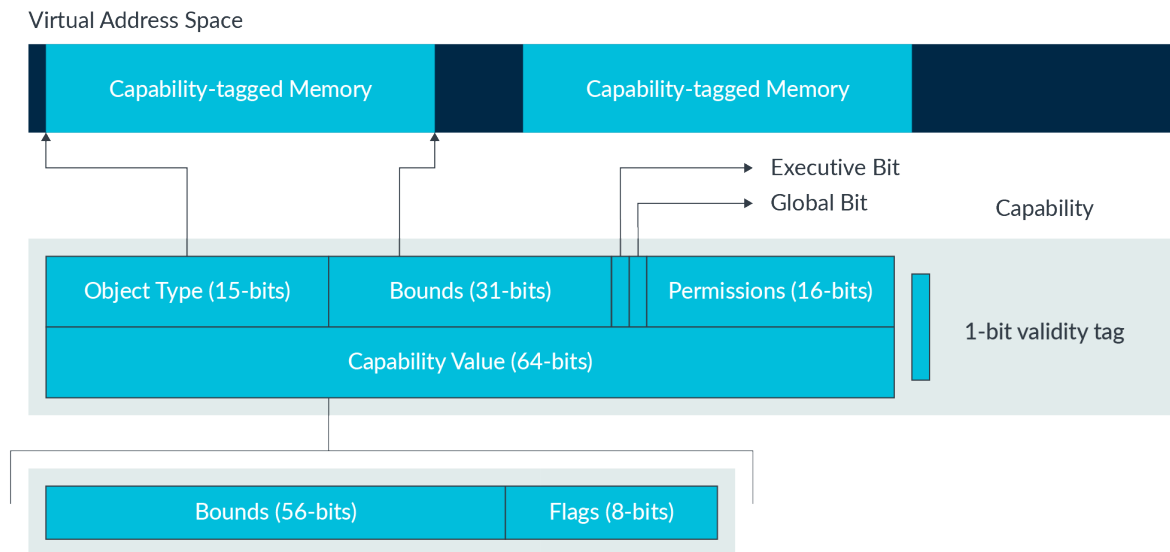 Virtual Address Space
Capability-tagged Memory
Capability-tagged Memory
Executive Bit
Global Bit
Capability
Object Type (15-bits)
Bounds (31-bits)
Permissions (16-bits)
1-bit validity tag
Capability Value (64-bits)
Bounds (56-bits)
Flags (8-bits)